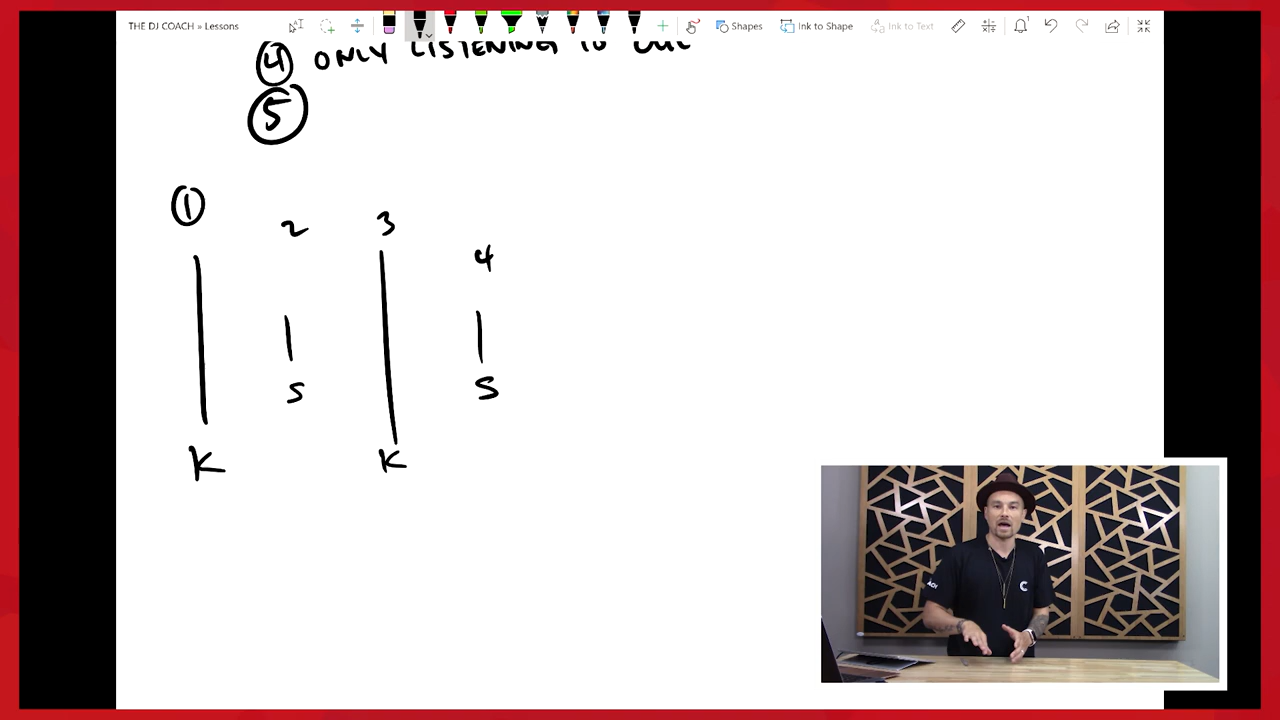 THE DJ COACH » Lessons
Shapes
Ink to Shape
Ink to Text
4 ONLY LISTENING TO
5
1 2 3 4
S S
K K
C